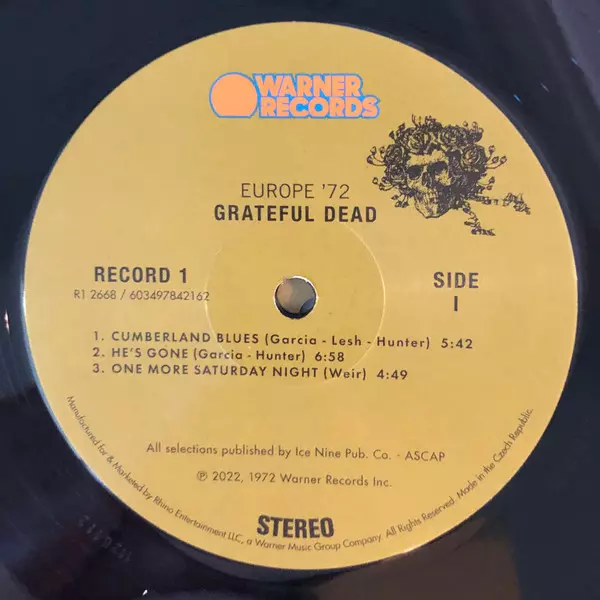 WARNER
RECORDS
EUROPE '72
GRATEFUL DEAD
RECORD 1
R1 2668 / 603497842162
SIDE
I
1. CUMBERLAND BLUES (Garcia - Lesh - Hunter) 5:42
2. HE'S GONE (Garcia - Hunter) 6:58
3. ONE MORE SATURDAY NIGHT (Weir) 4:49
All selections published by Ice Nine Pub. Co. - ASCAP
℗ 2022, 1972 Warner Records Inc.
STEREO
Manufactured for & Marketed by Rhino Entertainment LLC, a Warner Music Group Company. All Rights Reserved. Made in the Czech Republic.